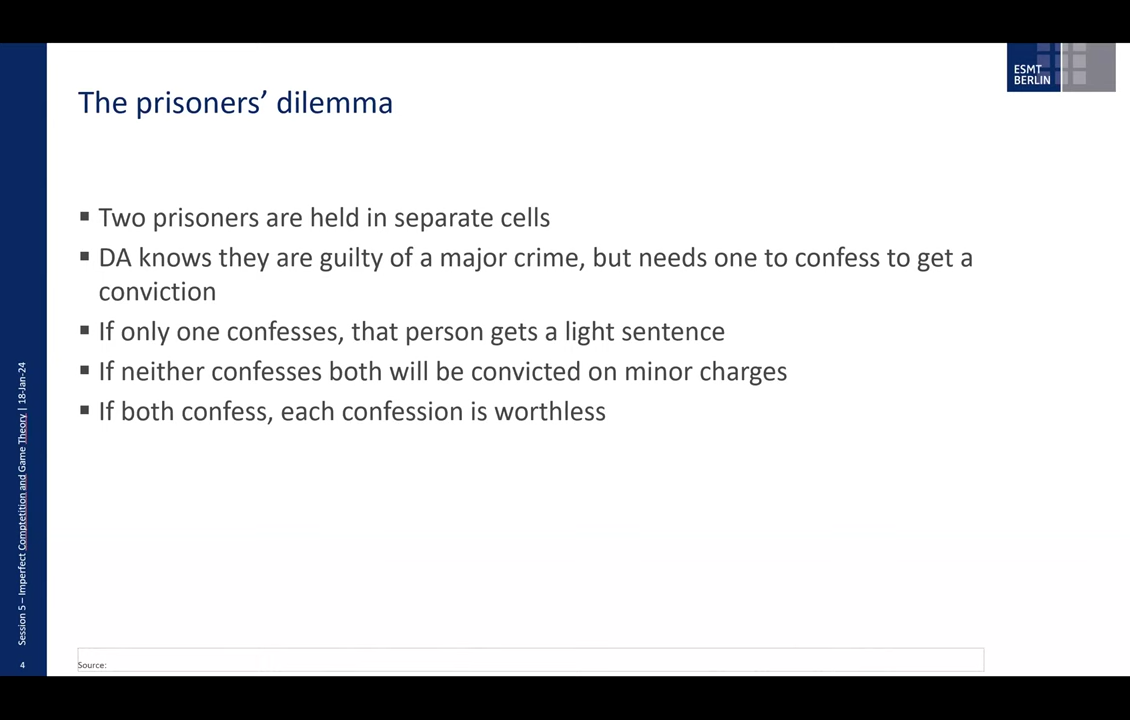 ESMT
BERLIN
The prisoners’ dilemma
▪ Two prisoners are held in separate cells
▪ DA knows they are guilty of a major crime, but needs one to confess to get a
conviction
▪ If only one confesses, that person gets a light sentence
▪ If neither confesses both will be convicted on minor charges
▪ If both confess, each confession is worthless
Session 5 – Imperfect Comptetition and Game Theory | 18-Jan-24
4
Source: